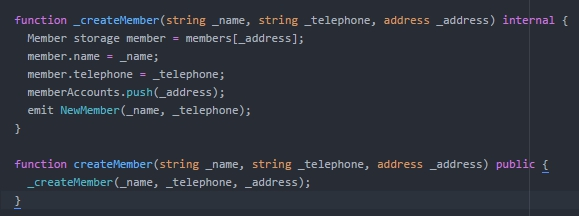 function _createMember(string _name, string _telephone, address _address) internal {
  Member storage member = members[_address];
  member.name = _name;
  member.telephone = _telephone;
  memberAccounts.push(_address);
  emit NewMember(_name, _telephone);
}
function createMember(string _name, string _telephone, address _address) public {
  _createMember(_name, _telephone, _address);
}